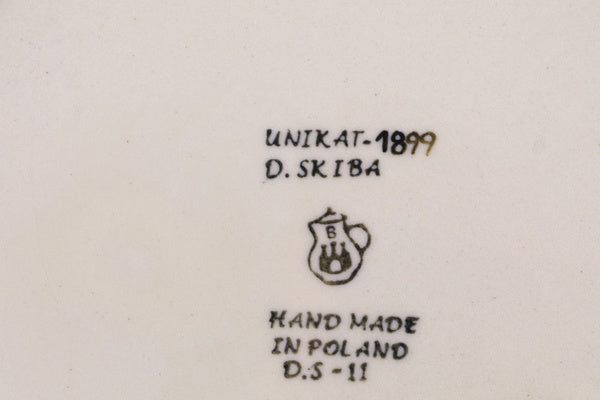 UNIKAT-1899
D. SKIBA
B
HAND MADE
IN POLAND
D.S-11